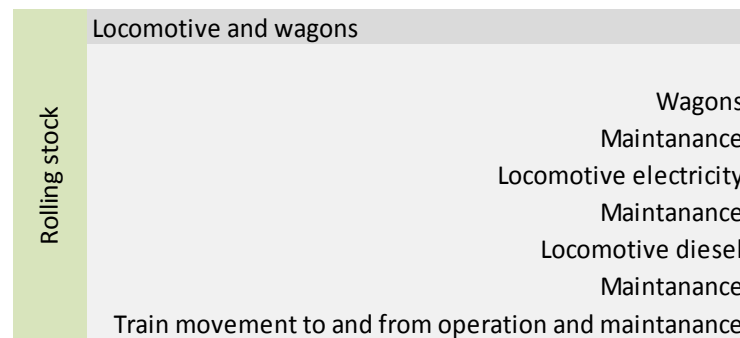 Rolling stock
Locomotive and wagons
Wagons
Maintanance
Locomotive electricity
Maintanance
Locomotive diesel
Maintanance
Train movement to and from operation and maintanance